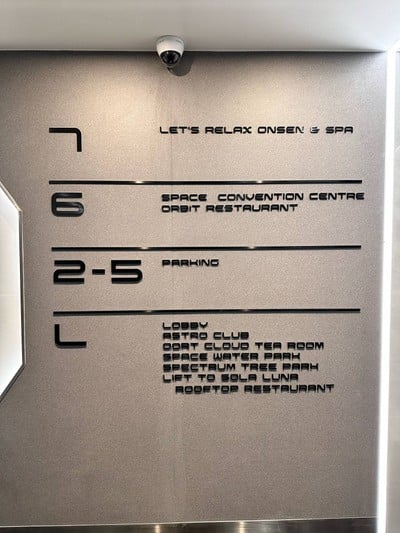 7
LET'S RELAX ONSEN & SPA
6
SPACE CONVENTION CENTRE
ORBIT RESTAURANT
2-5
PARKING
L
LOBBY
ASTRO CLUB
OORT CLOUD TEA ROOM
SPACE WATER PARK
SPECTRUM TREE PARK
LIFT TO SOLA LUNA
ROOFTOP RESTAURANT